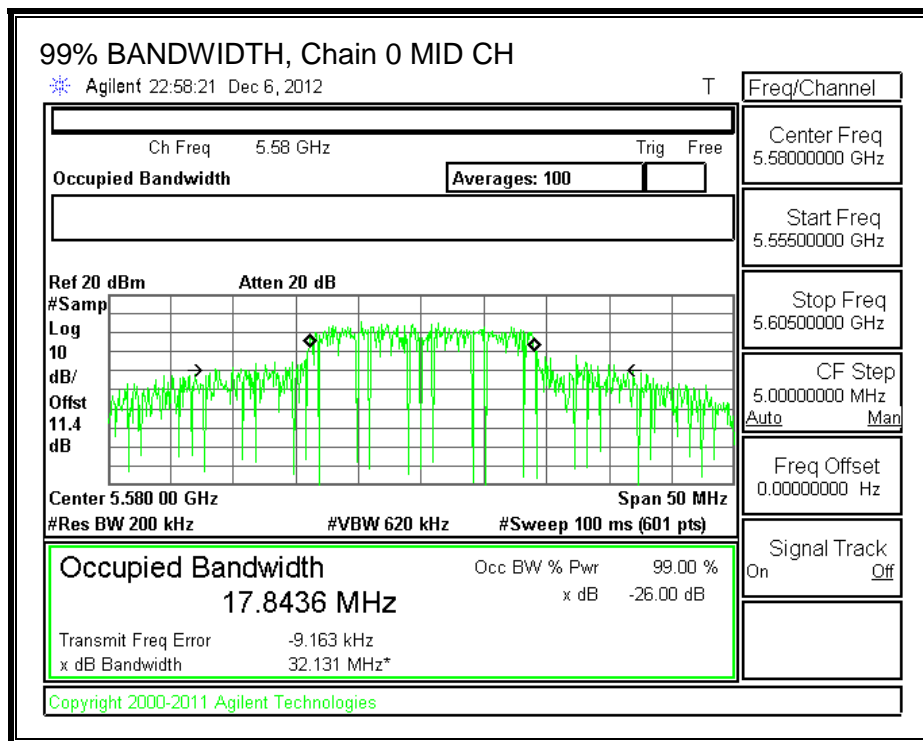 99% BANDWIDTH, Chain 0 MID CH
Agilent 22:58:21 Dec 6, 2012 T
Ch Freq 5.58 GHz Trig Free
Occupied Bandwidth Averages: 100
Ref 20 dBm Atten 20 dB
#Samp
Log
10
dB/
Offst
11.4
dB
Center 5.580 00 GHz Span 50 MHz
#Res BW 200 kHz #VBW 620 kHz #Sweep 100 ms (601 pts)
Occupied Bandwidth Occ BW % Pwr 99.00 %
17.8436 MHz x dB -26.00 dB
Transmit Freq Error -9.163 kHz
x dB Bandwidth 32.131 MHz*
Copyright 2000-2011 Agilent Technologies
Freq/Channel
Center Freq
5.58000000 GHz
Start Freq
5.55500000 GHz
Stop Freq
5.60500000 GHz
CF Step
5.00000000 MHz
Auto Man
Freq Offset
0.00000000 Hz
Signal Track
On Off